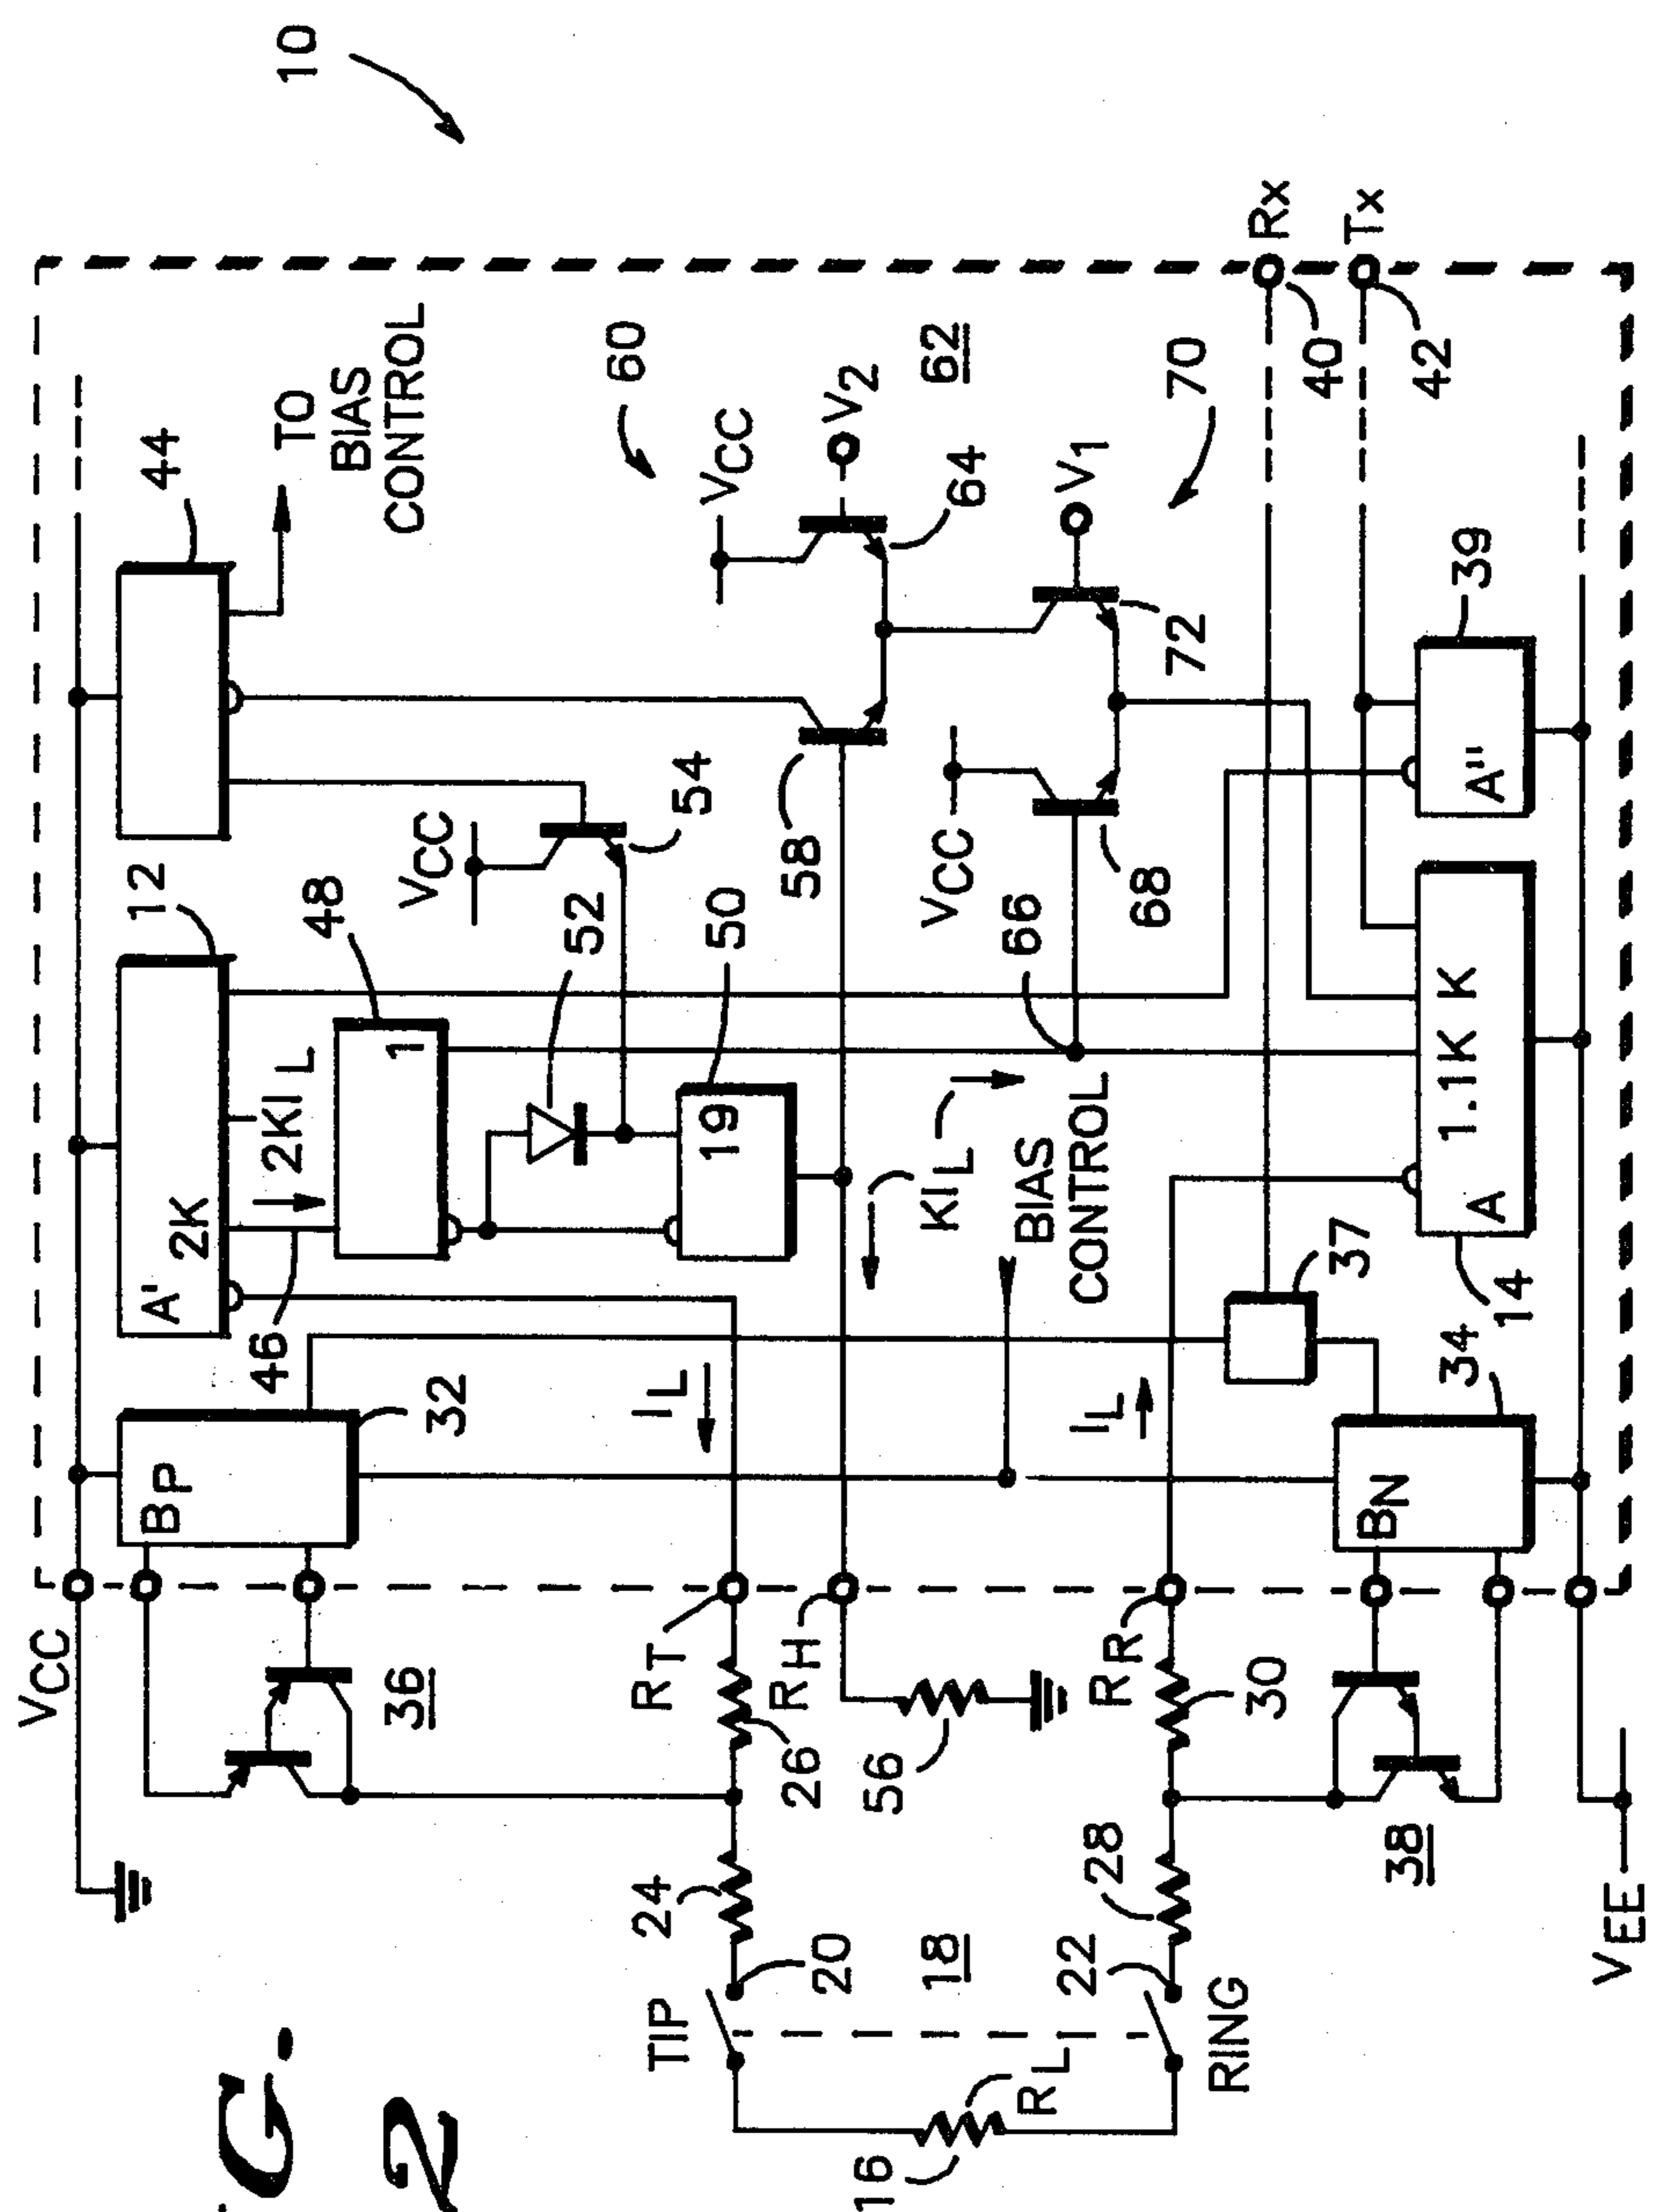 10
VCC
44
TO
BIAS
CONTROL
12
A'
2K
2KIL
46
48
1
BP
32
36
VCC
54
52
60
VCC
V2
62
64
50
19
58
IL
TIP
20
24
RT
26
RH
56
KIL
BIAS
CONTROL
VCC
66
68
V1
70
72
Rx
40
Tx
42
16
RL
18
22
RING
28
RR
30
IL
37
BN
34
38
A
1.1K
K
14
A"
39
VEE
G.
2